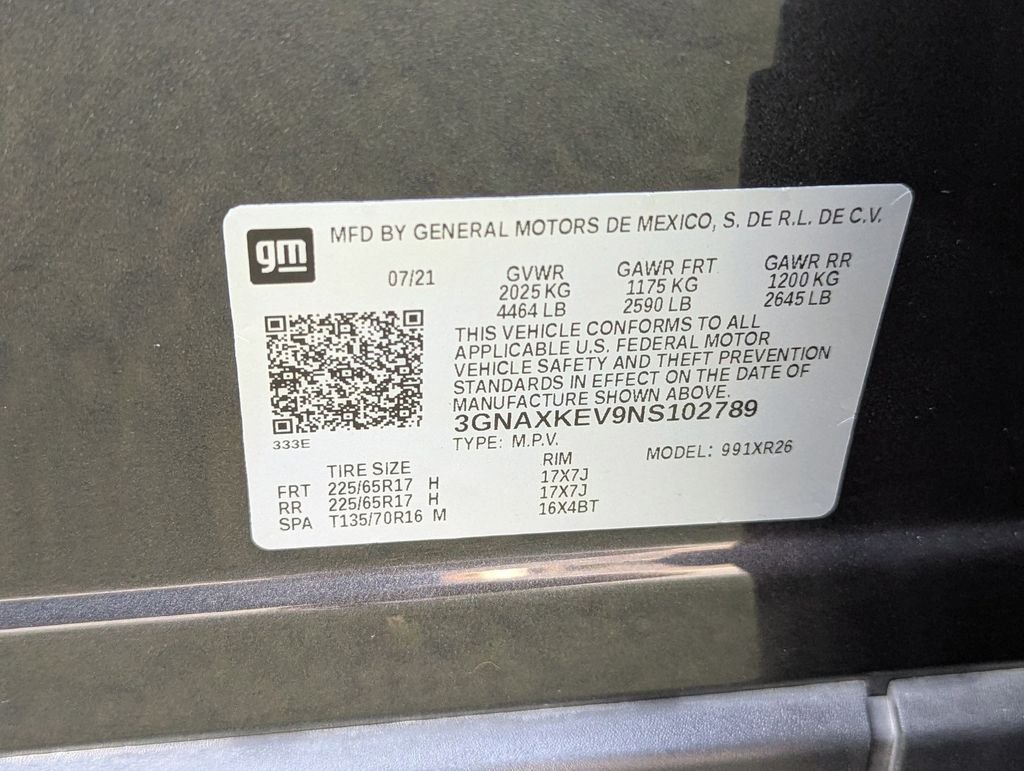 gm
MFD BY GENERAL MOTORS DE MEXICO, S. DE R.L. DE C.V.
07/21 GVWR GAWR FRT GAWR RR
2025 KG 1175 KG 1200 KG
4464 LB 2590 LB 2645 LB
THIS VEHICLE CONFORMS TO ALL
APPLICABLE U.S. FEDERAL MOTOR
VEHICLE SAFETY AND THEFT PREVENTION
STANDARDS IN EFFECT ON THE DATE OF
MANUFACTURE SHOWN ABOVE.
3GNAXKEV9NS102789
333E
TYPE: M.P.V. MODEL: 991XR26
TIRE SIZE RIM
FRT 225/65R17 H 17X7J
RR 225/65R17 H 17X7J
SPA T135/70R16 M 16X4BT